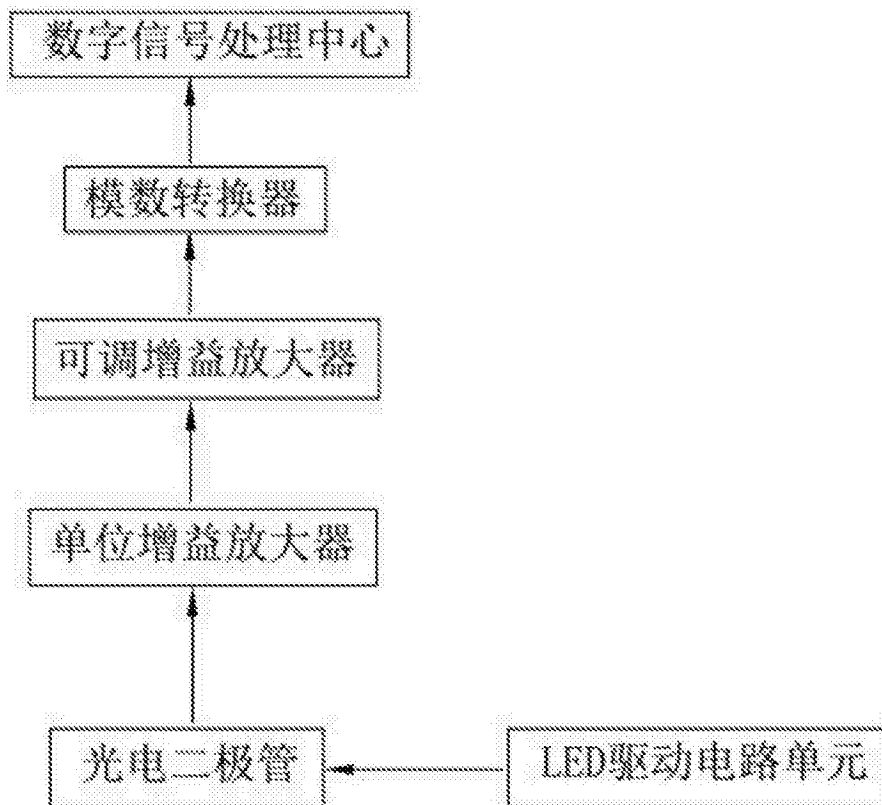 数字信号处理中心
模数转换器
可调增益放大器
单位增益放大器
光电二极管
LED驱动电路单元